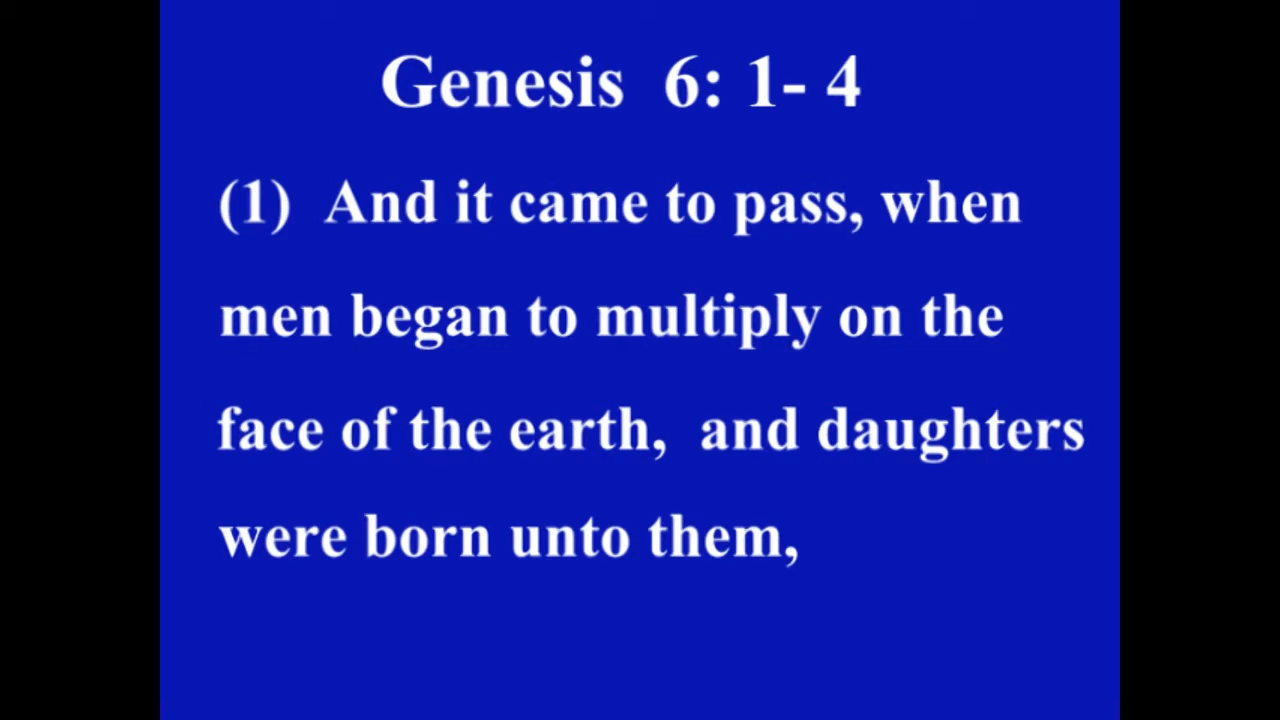 Genesis 6: 1- 4
(1) And it came to pass, when
men began to multiply on the
face of the earth, and daughters
were born unto them,